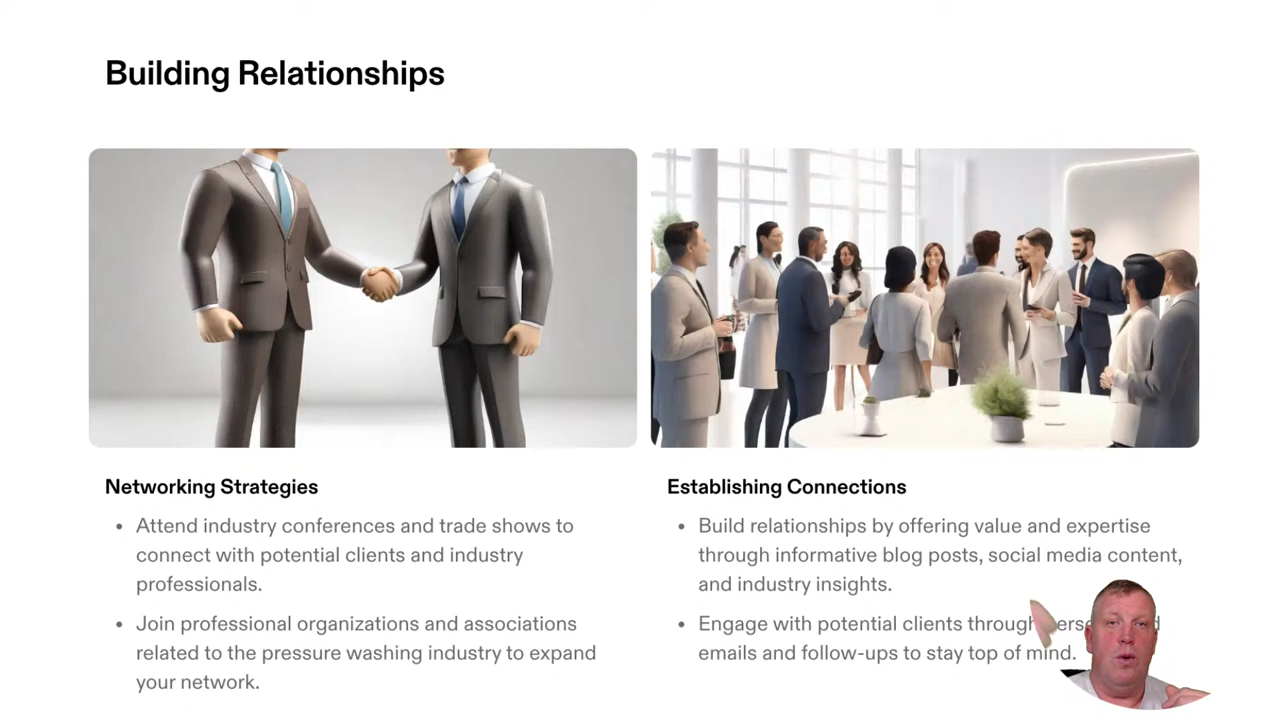 Building Relationships
Networking Strategies
• Attend industry conferences and trade shows to
connect with potential clients and industry
professionals.
• Join professional organizations and associations
related to the pressure washing industry to expand
your network.
Establishing Connections
• Build relationships by offering value and expertise
through informative blog posts, social media content,
and industry insights.
• Engage with potential clients through
emails and follow-ups to stay top of mind.